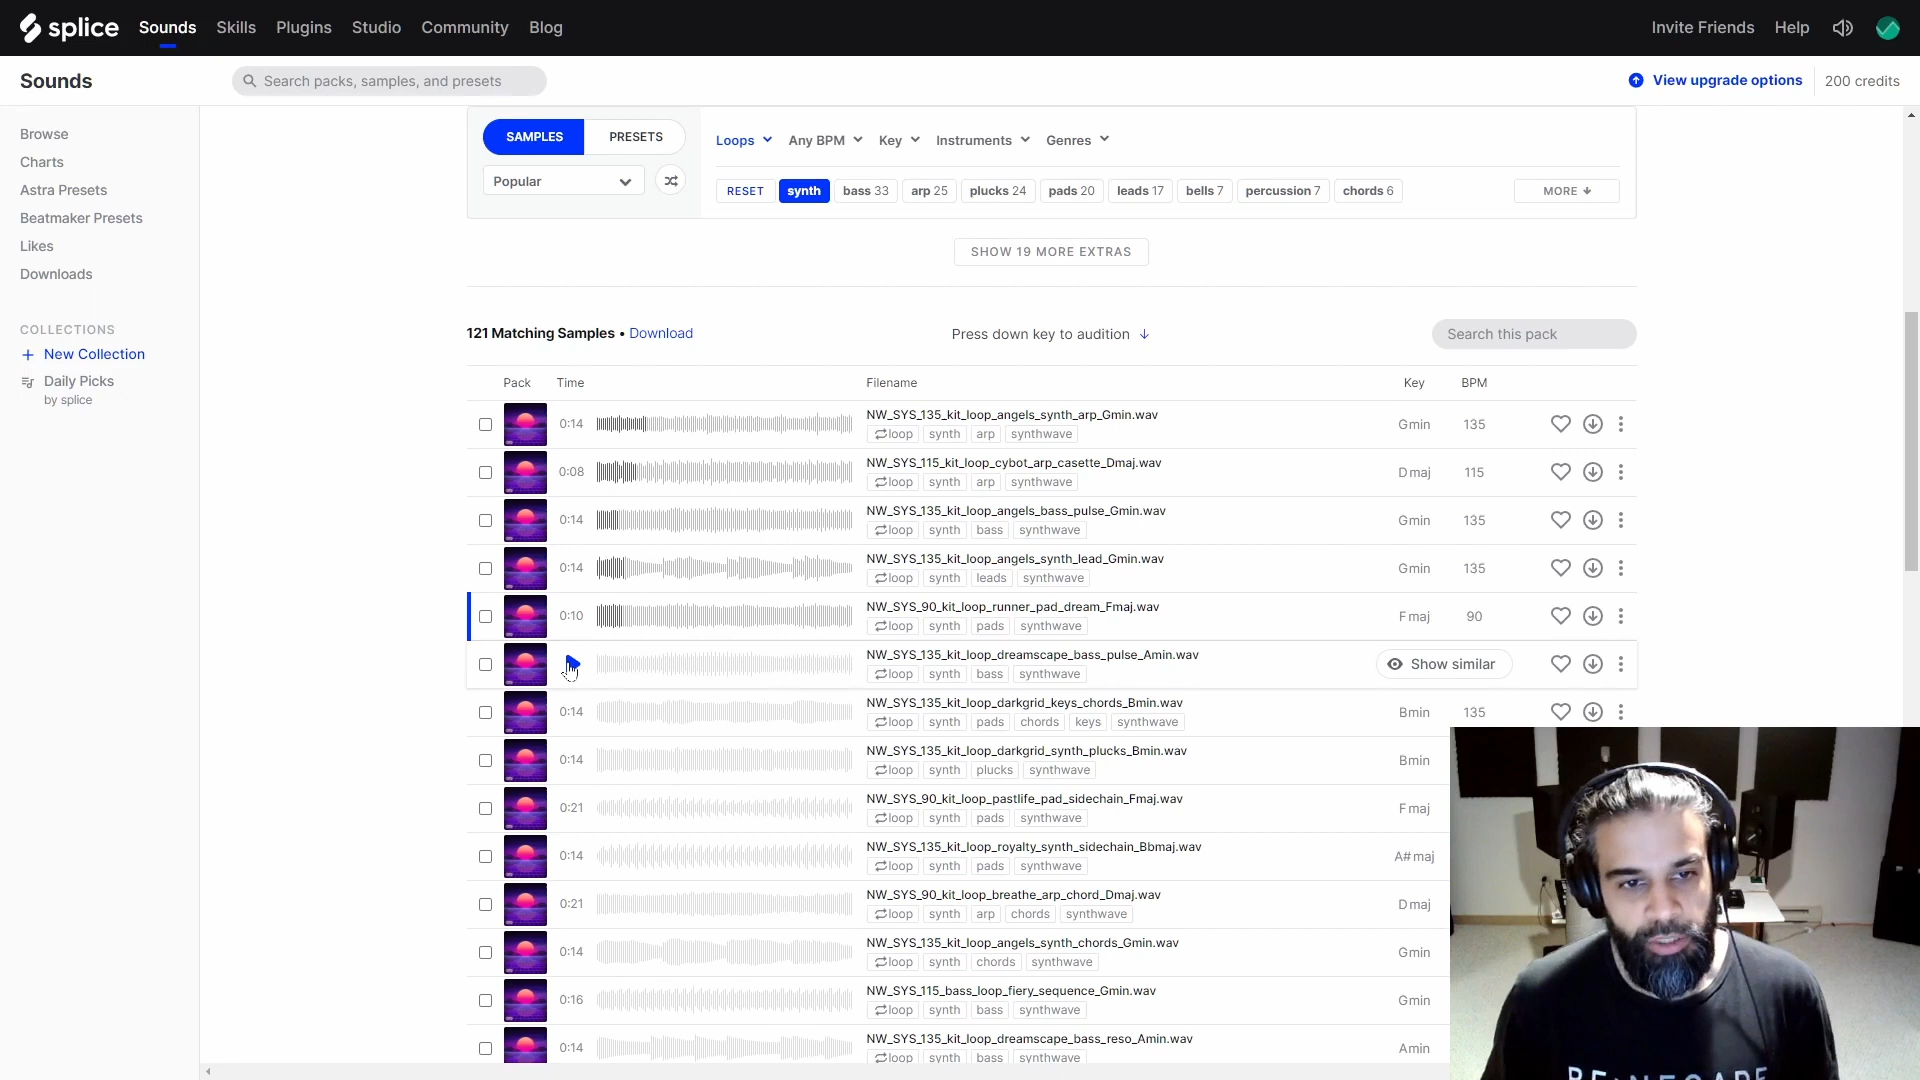 splice Sounds Skills Plugins Studio Community Blog Invite Friends Help
Sounds Search packs, samples, and presets View upgrade options 200 credits
Browse
Charts
Astra Presets
Beatmaker Presets
Likes
Downloads
COLLECTIONS
New Collection
Daily Picks
by splice
SAMPLES PRESETS Loops Any BPM Key Instruments Genres
Popular RESET synth bass 33 arp 25 plucks 24 pads 20 leads 17 bells 7 percussion 7 chords 6 MORE
SHOW 19 MORE EXTRAS
121 Matching Samples • Download Press down key to audition ↓ Search this pack
Pack Time Filename Key BPM
0:14 NW_SYS_135_kit_loop_angels_synth_arp_Gmin.wav Gmin 135
loop synth arp synthwave
0:08 NW_SYS_115_kit_loop_cybot_arp_casette_Dmaj.wav D maj 115
loop synth arp synthwave
0:14 NW_SYS_135_kit_loop_angels_bass_pulse_Gmin.wav Gmin 135
loop synth bass synthwave
0:14 NW_SYS_135_kit_loop_angels_synth_lead_Gmin.wav Gmin 135
loop synth leads synthwave
0:10 NW_SYS_90_kit_loop_runner_pad_dream_Fmaj.wav F maj 90
loop synth pads synthwave
NW_SYS_135_kit_loop_dreamscape_bass_pulse_Amin.wav Show similar
loop synth bass synthwave
0:14 NW_SYS_135_kit_loop_darkgrid_keys_chords_Bmin.wav Bmin 135
loop synth pads chords keys synthwave
0:14 NW_SYS_135_kit_loop_darkgrid_synth_plucks_Bmin.wav Bmin
loop synth plucks synthwave
0:21 NW_SYS_90_kit_loop_pastlife_pad_sidechain_Fmaj.wav F maj
loop synth pads synthwave
0:14 NW_SYS_135_kit_loop_royalty_synth_sidechain_Bbmaj.wav A# maj
loop synth pads synthwave
0:21 NW_SYS_90_kit_loop_breathe_arp_chord_Dmaj.wav D maj
loop synth arp chords synthwave
0:14 NW_SYS_135_kit_loop_angels_synth_chords_Gmin.wav Gmin
loop synth chords synthwave
0:16 NW_SYS_115_bass_loop_fiery_sequence_Gmin.wav Gmin
loop synth bass synthwave
0:14 NW_SYS_135_kit_loop_dreamscape_bass_reso_Amin.wav Amin
loop synth bass synthwave